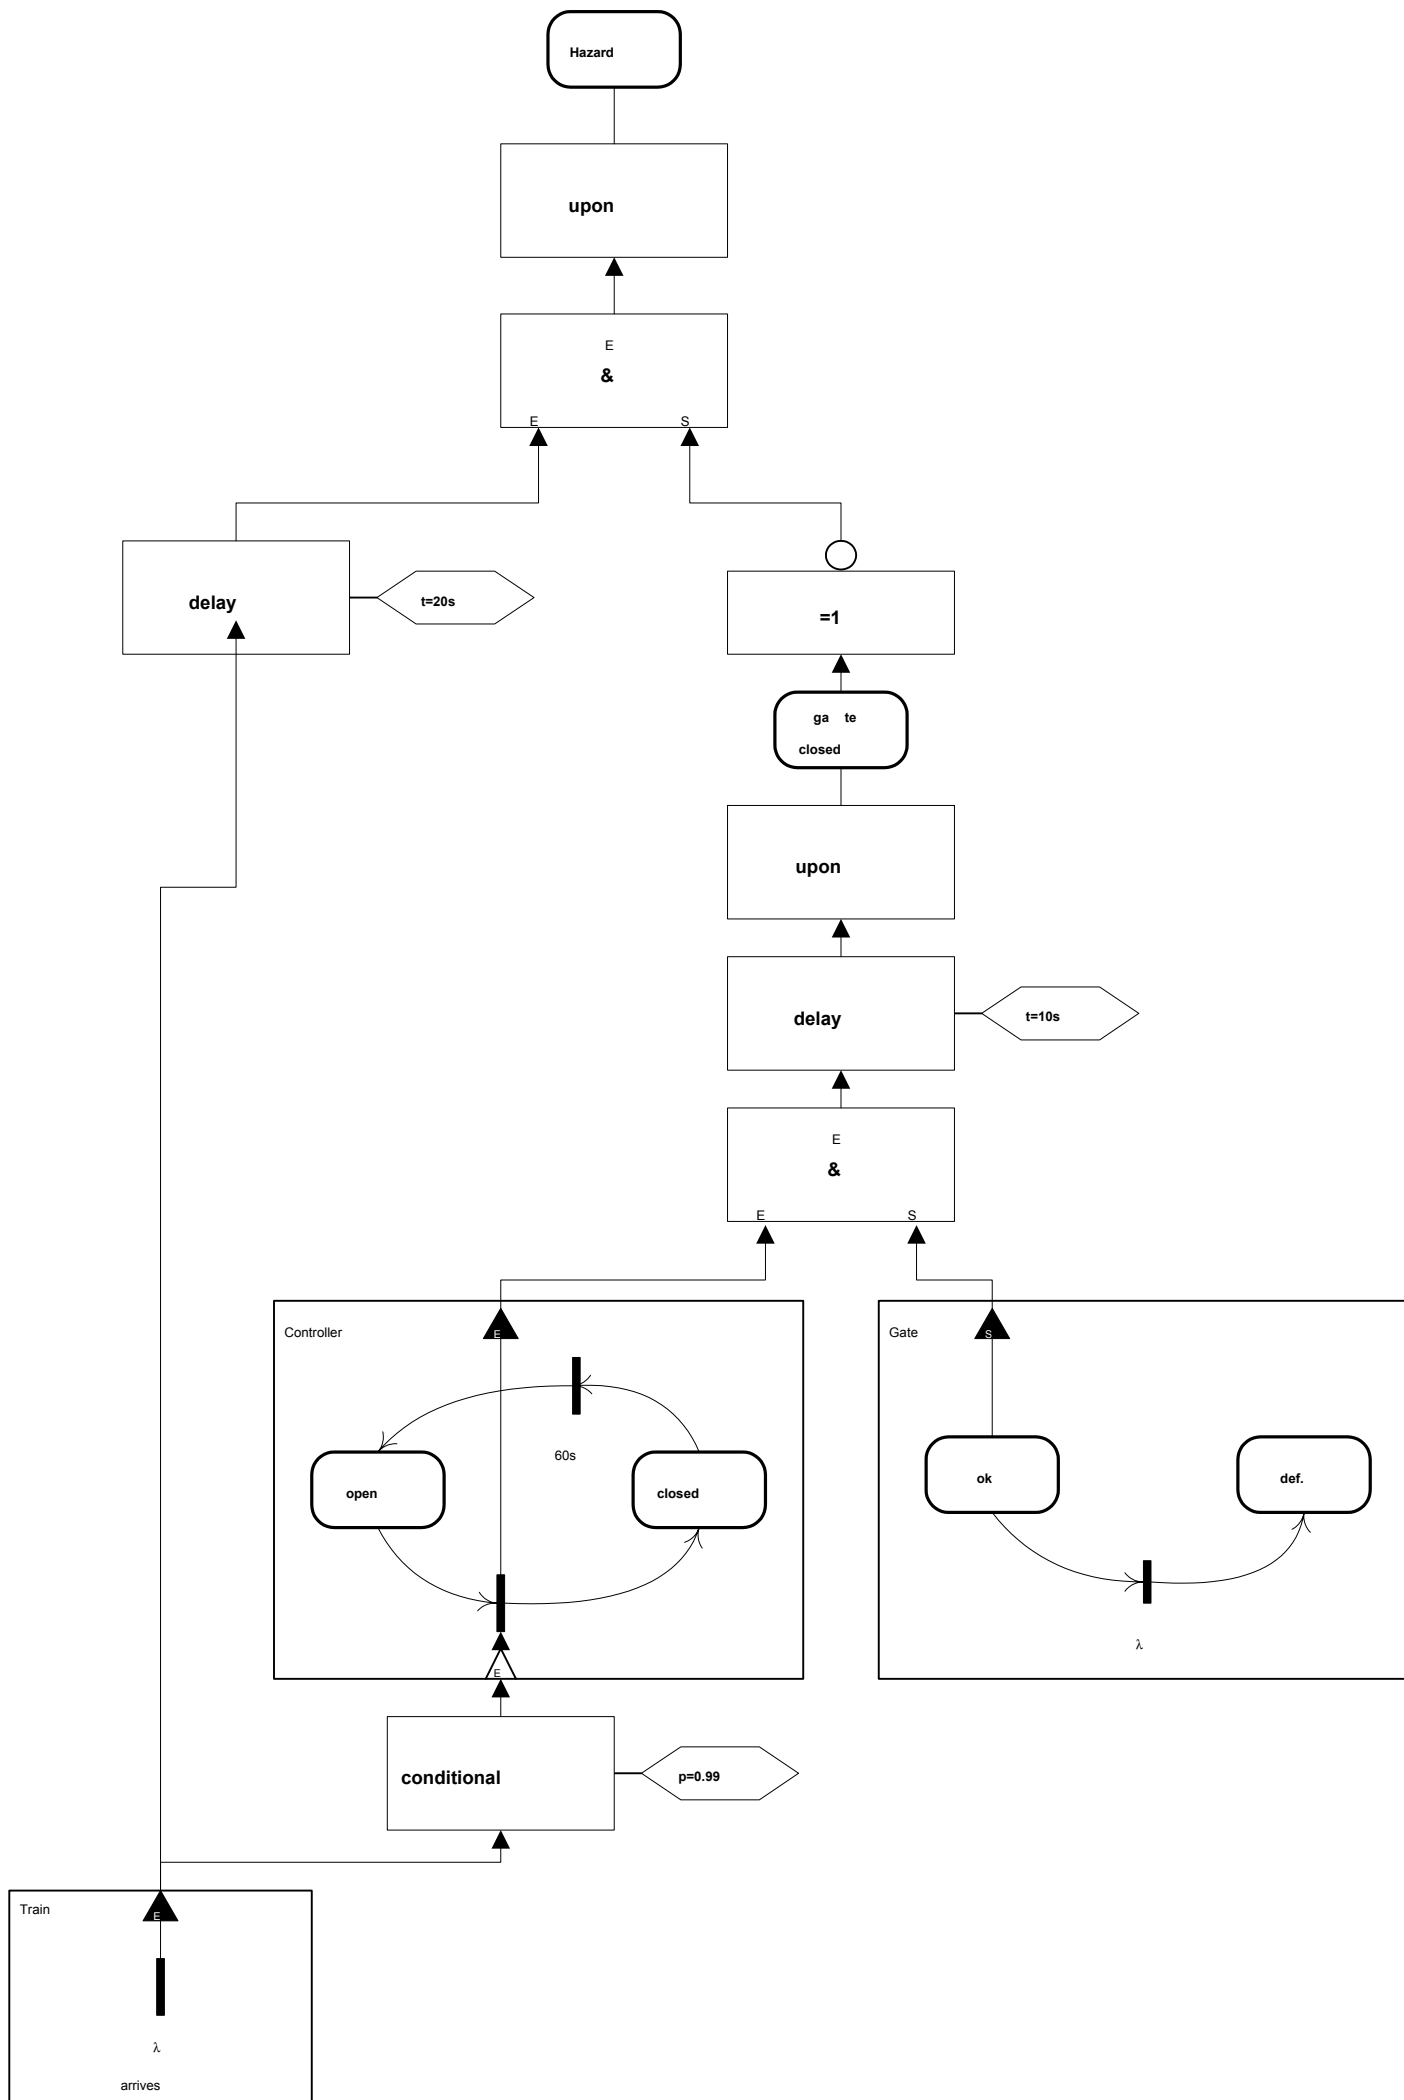 Hazard
upon
E
&
E S
delay
t=20s
=1
ga te
closed
upon
delay
t=10s
E
&
E S
Controller
E
Gate
S
60s
open
closed
ok
def.
λ
E
conditional
p=0.99
Train
E
λ
arrives